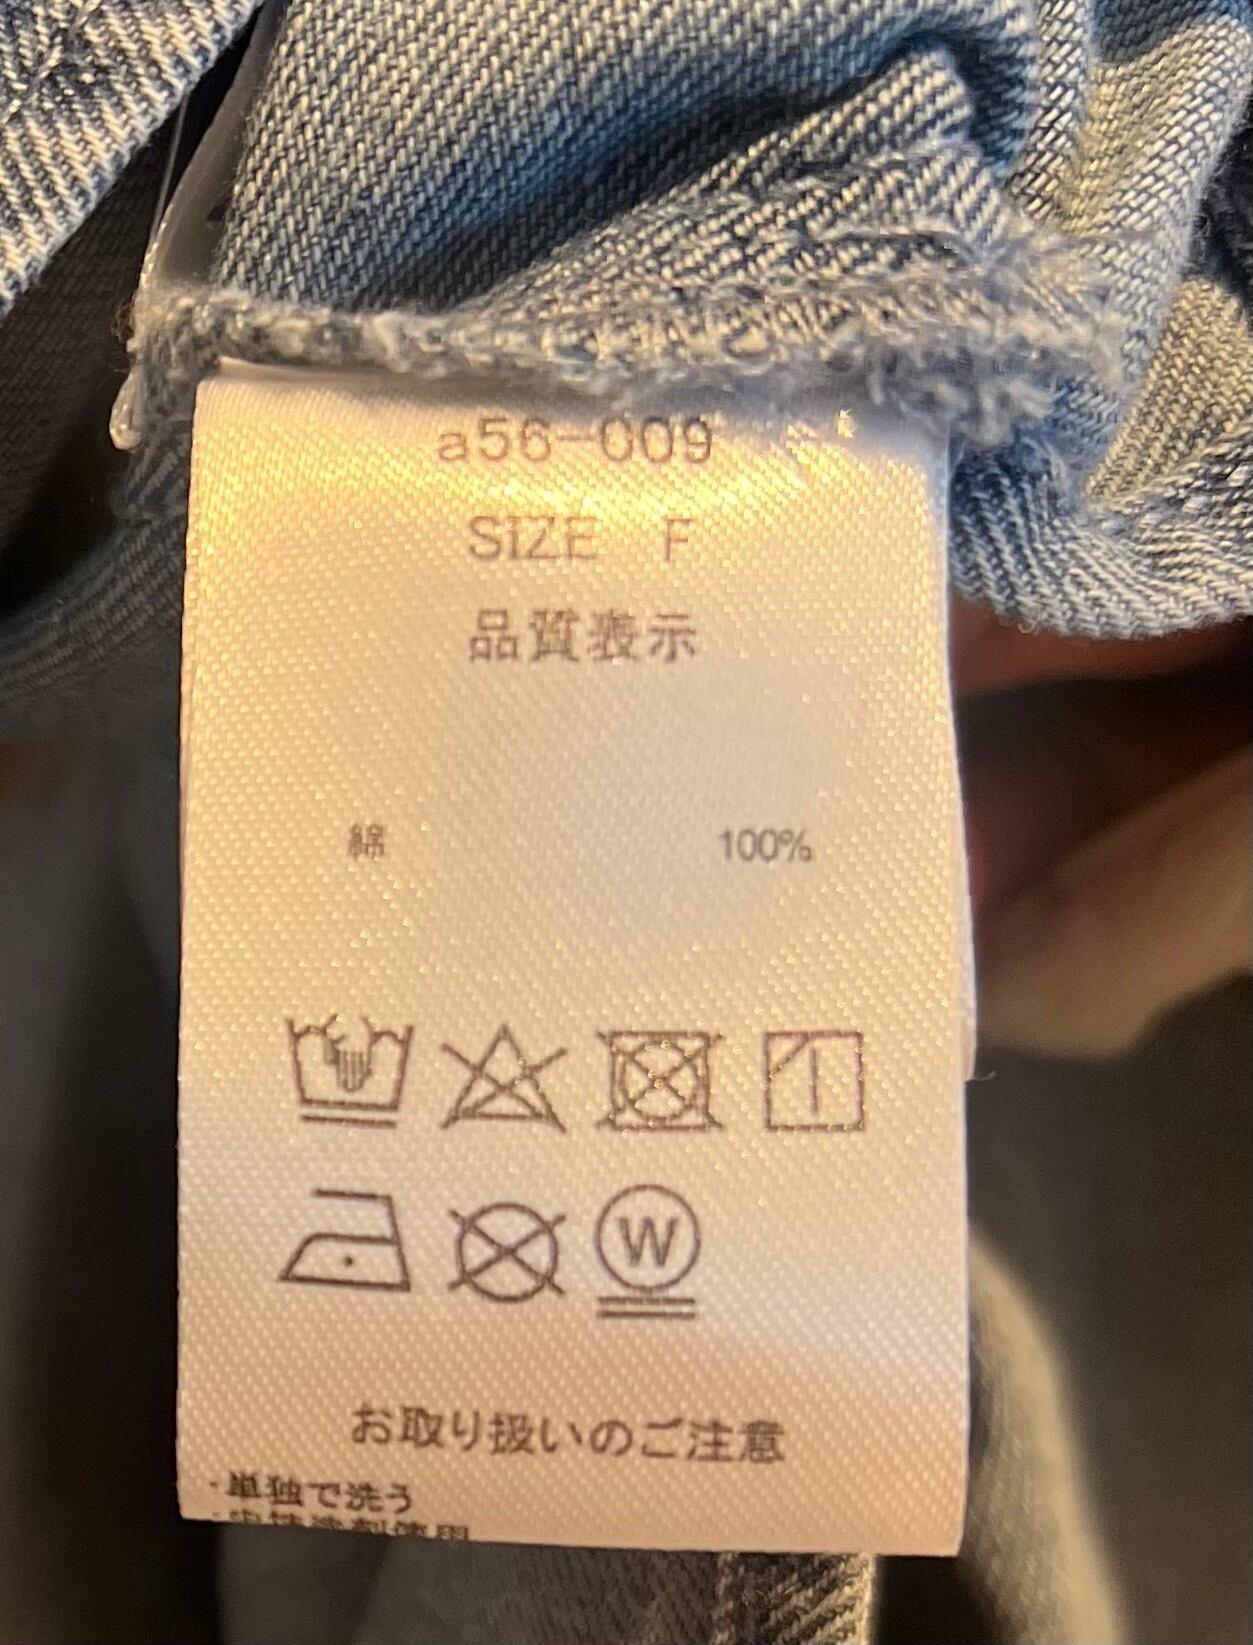 a56-009
SIZE F
品質表示
綿 100%
W
お取り扱いのご注意
・単独で洗う